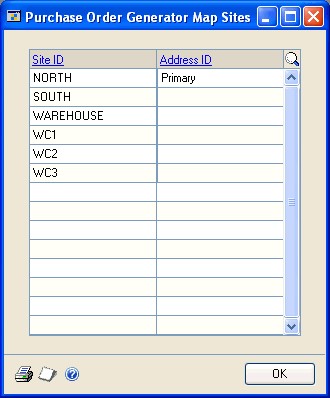 Purchase Order Generator Map Sites
Site ID Address ID
NORTH Primary
SOUTH
WAREHOUSE
WC1
WC2
WC3
OK